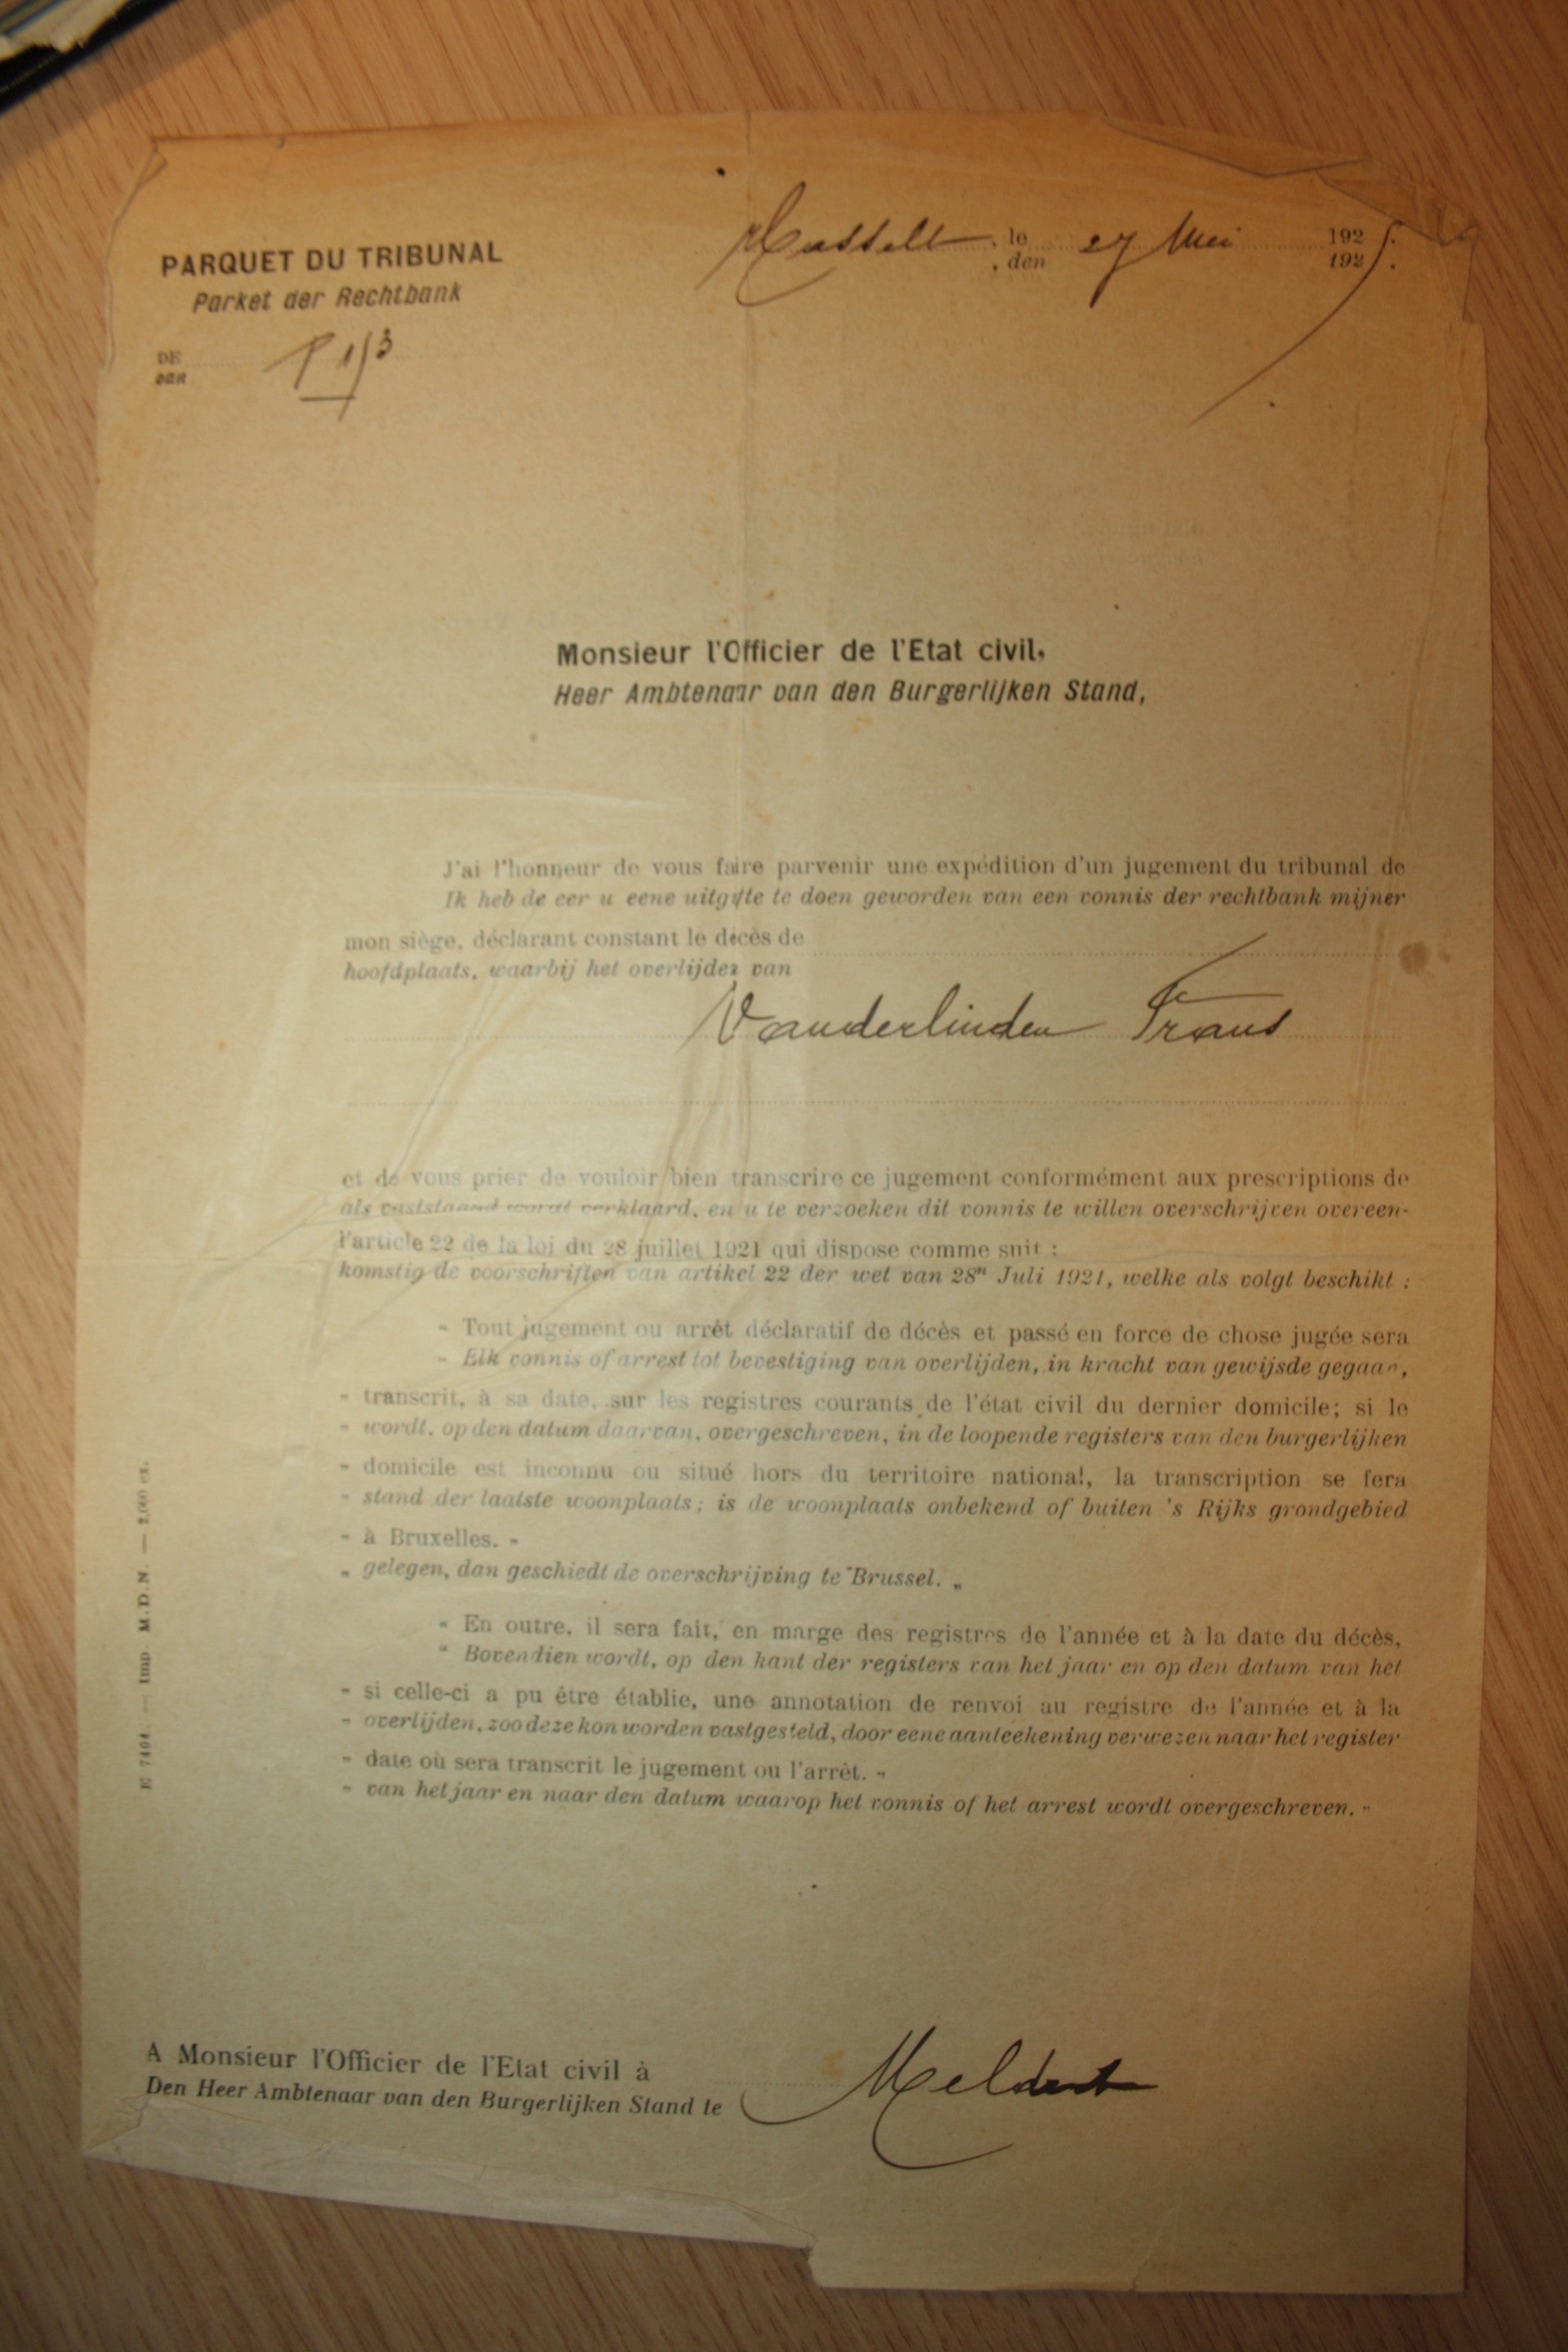 Hasselt, le 27 Mei 192
, den 192 .
PARQUET DU TRIBUNAL
Parket der Rechtbank
DE
van
Monsieur l'Officier de l'Etat civil,
Heer Ambtenaar van den Burgerlijken Stand,
J'ai l'honneur de vous faire parvenir une expédition d'un jugement du tribunal de
Ik heb de eer u eene uitgifte te doen geworden van een vonnis der rechtbank mijner
mon siège, déclarant constant le décès de
hoofdplaats, waarbij het overlijden van
Vanderlinden Frans
et de vous prier de vouloir bien transcrire ce jugement conformément aux prescriptions de
als vaststaand wordt verklaard, en u te verzoeken dit vonnis te willen overschrijven overeen-
l'article 22 de la loi du 28 juillet 1921 qui dispose comme suit :
komstig de voorschriften van artikel 22 der wet van 28n Juli 1921, welke als volgt beschikt :
" Tout jugement ou arrêt déclaratif de décès et passé en force de chose jugée sera
" Elk vonnis of arrest tot bevestiging van overlijden, in kracht van gewijsde gegaan,
" transcrit, à sa date, sur les registres courants de l'état civil du dernier domicile; si le
" wordt, op den datum daarvan, overgeschreven, in de loopende registers van den burgerlijken
" domicile est inconnu ou situé hors du territoire national, la transcription se fera
" stand der laatste woonplaats; is de woonplaats onbekend of buiten 's Rijks grondgebied
" à Bruxelles. "
" gelegen, dan geschiedt de overschrijving te Brussel. "
" En outre, il sera fait, en marge des registres de l'année et à la date du décès,
" Bovendien wordt, op den kant der registers van het jaar en op den datum van het
" si celle-ci a pu être établie, une annotation de renvoi au registre de l'année et à la
" overlijden, zoo deze kon worden vastgesteld, door eene aanteekening verwezen naar het register
" date où sera transcrit le jugement ou l'arrêt. "
" van het jaar en naar den datum waarop het vonnis of het arrest wordt overgeschreven. "
E 7404 — Imp. M.D.N. — 2,000 ex.
A Monsieur l'Officier de l'Etat civil à
Den Heer Ambtenaar van den Burgerlijken Stand te
Meldert